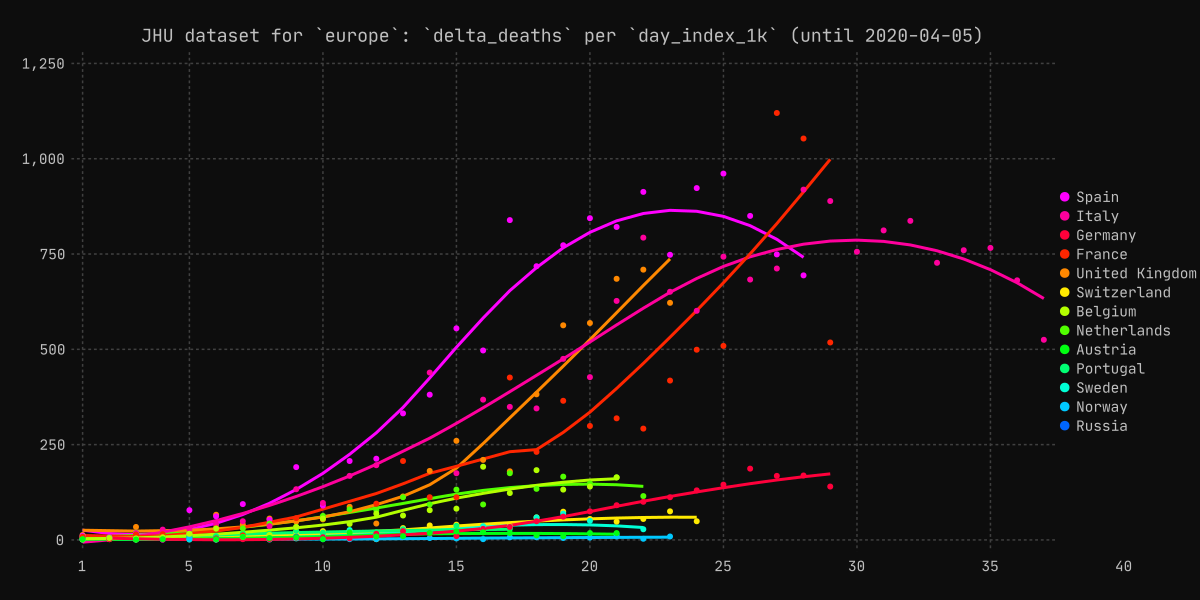 JHU dataset for `europe`: `delta_deaths` per `day_index_1k` (until 2020-04-05)
1,250
1,000
750
500
250
0
1 5 10 15 20 25 30 35 40
Spain
Italy
Germany
France
United Kingdom
Switzerland
Belgium
Netherlands
Austria
Portugal
Sweden
Norway
Russia